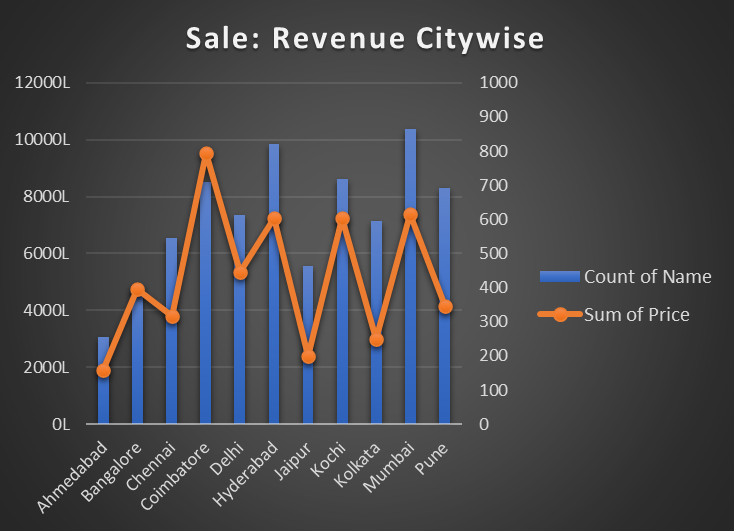 Sale: Revenue Citywise
12000L
10000L
8000L
6000L
4000L
2000L
0L
1000
900
800
700
600
500
400
300
200
100
0
Count of Name
Sum of Price
Ahmedabad
Bangalore
Chennai
Coimbatore
Delhi
Hyderabad
Jaipur
Kochi
Kolkata
Mumbai
Pune